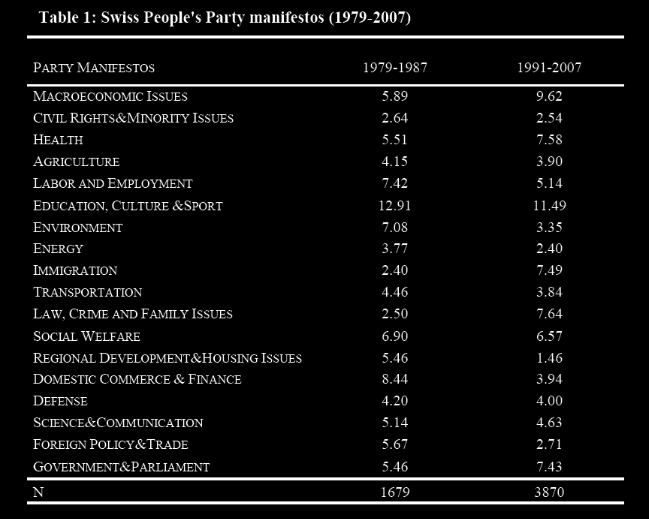 Table 1: Swiss People's Party manifestos (1979-2007)
PARTY MANIFESTOS 1979-1987 1991-2007
MACROECONOMIC ISSUES 5.89 9.62
CIVIL RIGHTS&MINORITY ISSUES 2.64 2.54
HEALTH 5.51 7.58
AGRICULTURE 4.15 3.90
LABOR AND EMPLOYMENT 7.42 5.14
EDUCATION, CULTURE &SPORT 12.91 11.49
ENVIRONMENT 7.08 3.35
ENERGY 3.77 2.40
IMMIGRATION 2.40 7.49
TRANSPORTATION 4.46 3.84
LAW, CRIME AND FAMILY ISSUES 2.50 7.64
SOCIAL WELFARE 6.90 6.57
REGIONAL DEVELOPMENT&HOUSING ISSUES 5.46 1.46
DOMESTIC COMMERCE & FINANCE 8.44 3.94
DEFENSE 4.20 4.00
SCIENCE&COMMUNICATION 5.14 4.63
FOREIGN POLICY&TRADE 5.67 2.71
GOVERNMENT&PARLIAMENT 5.46 7.43
N 1679 3870